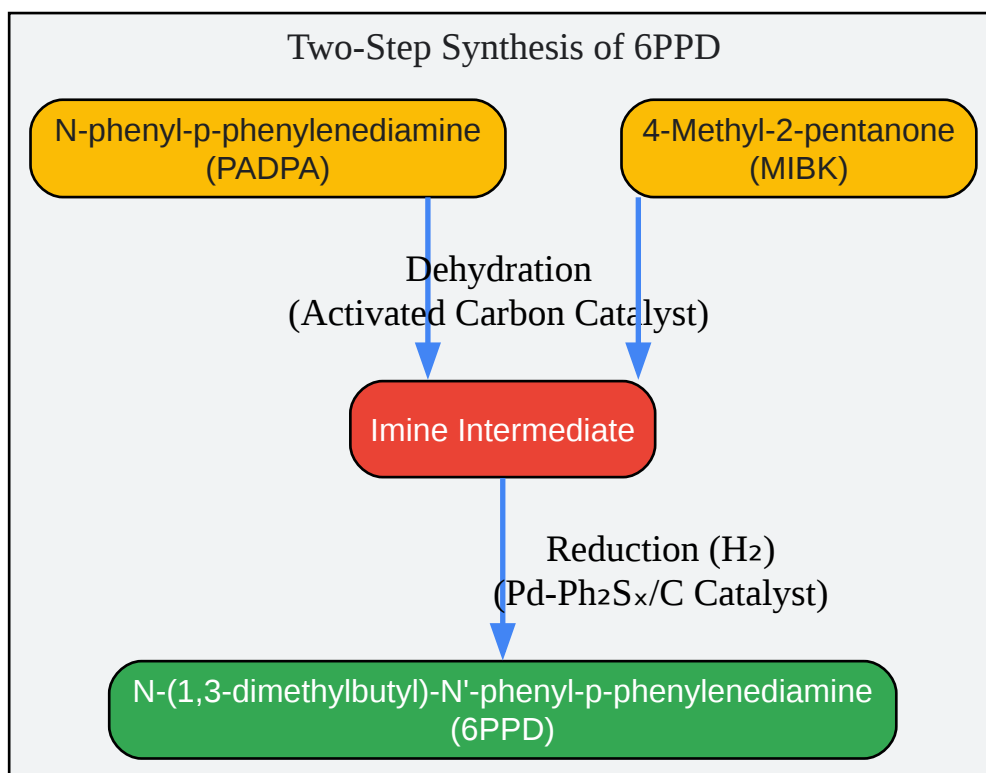 Two-Step Synthesis of 6PPD
N-phenyl-p-phenylenediamine
(PADPA)
4-Methyl-2-pentanone
(MIBK)
Dehydration
(Activated Carbon Catalyst)
Imine Intermediate
Reduction (H₂)
(Pd-Ph₂Sₓ/C Catalyst)
N-(1,3-dimethylbutyl)-N'-phenyl-p-phenylenediamine
(6PPD)